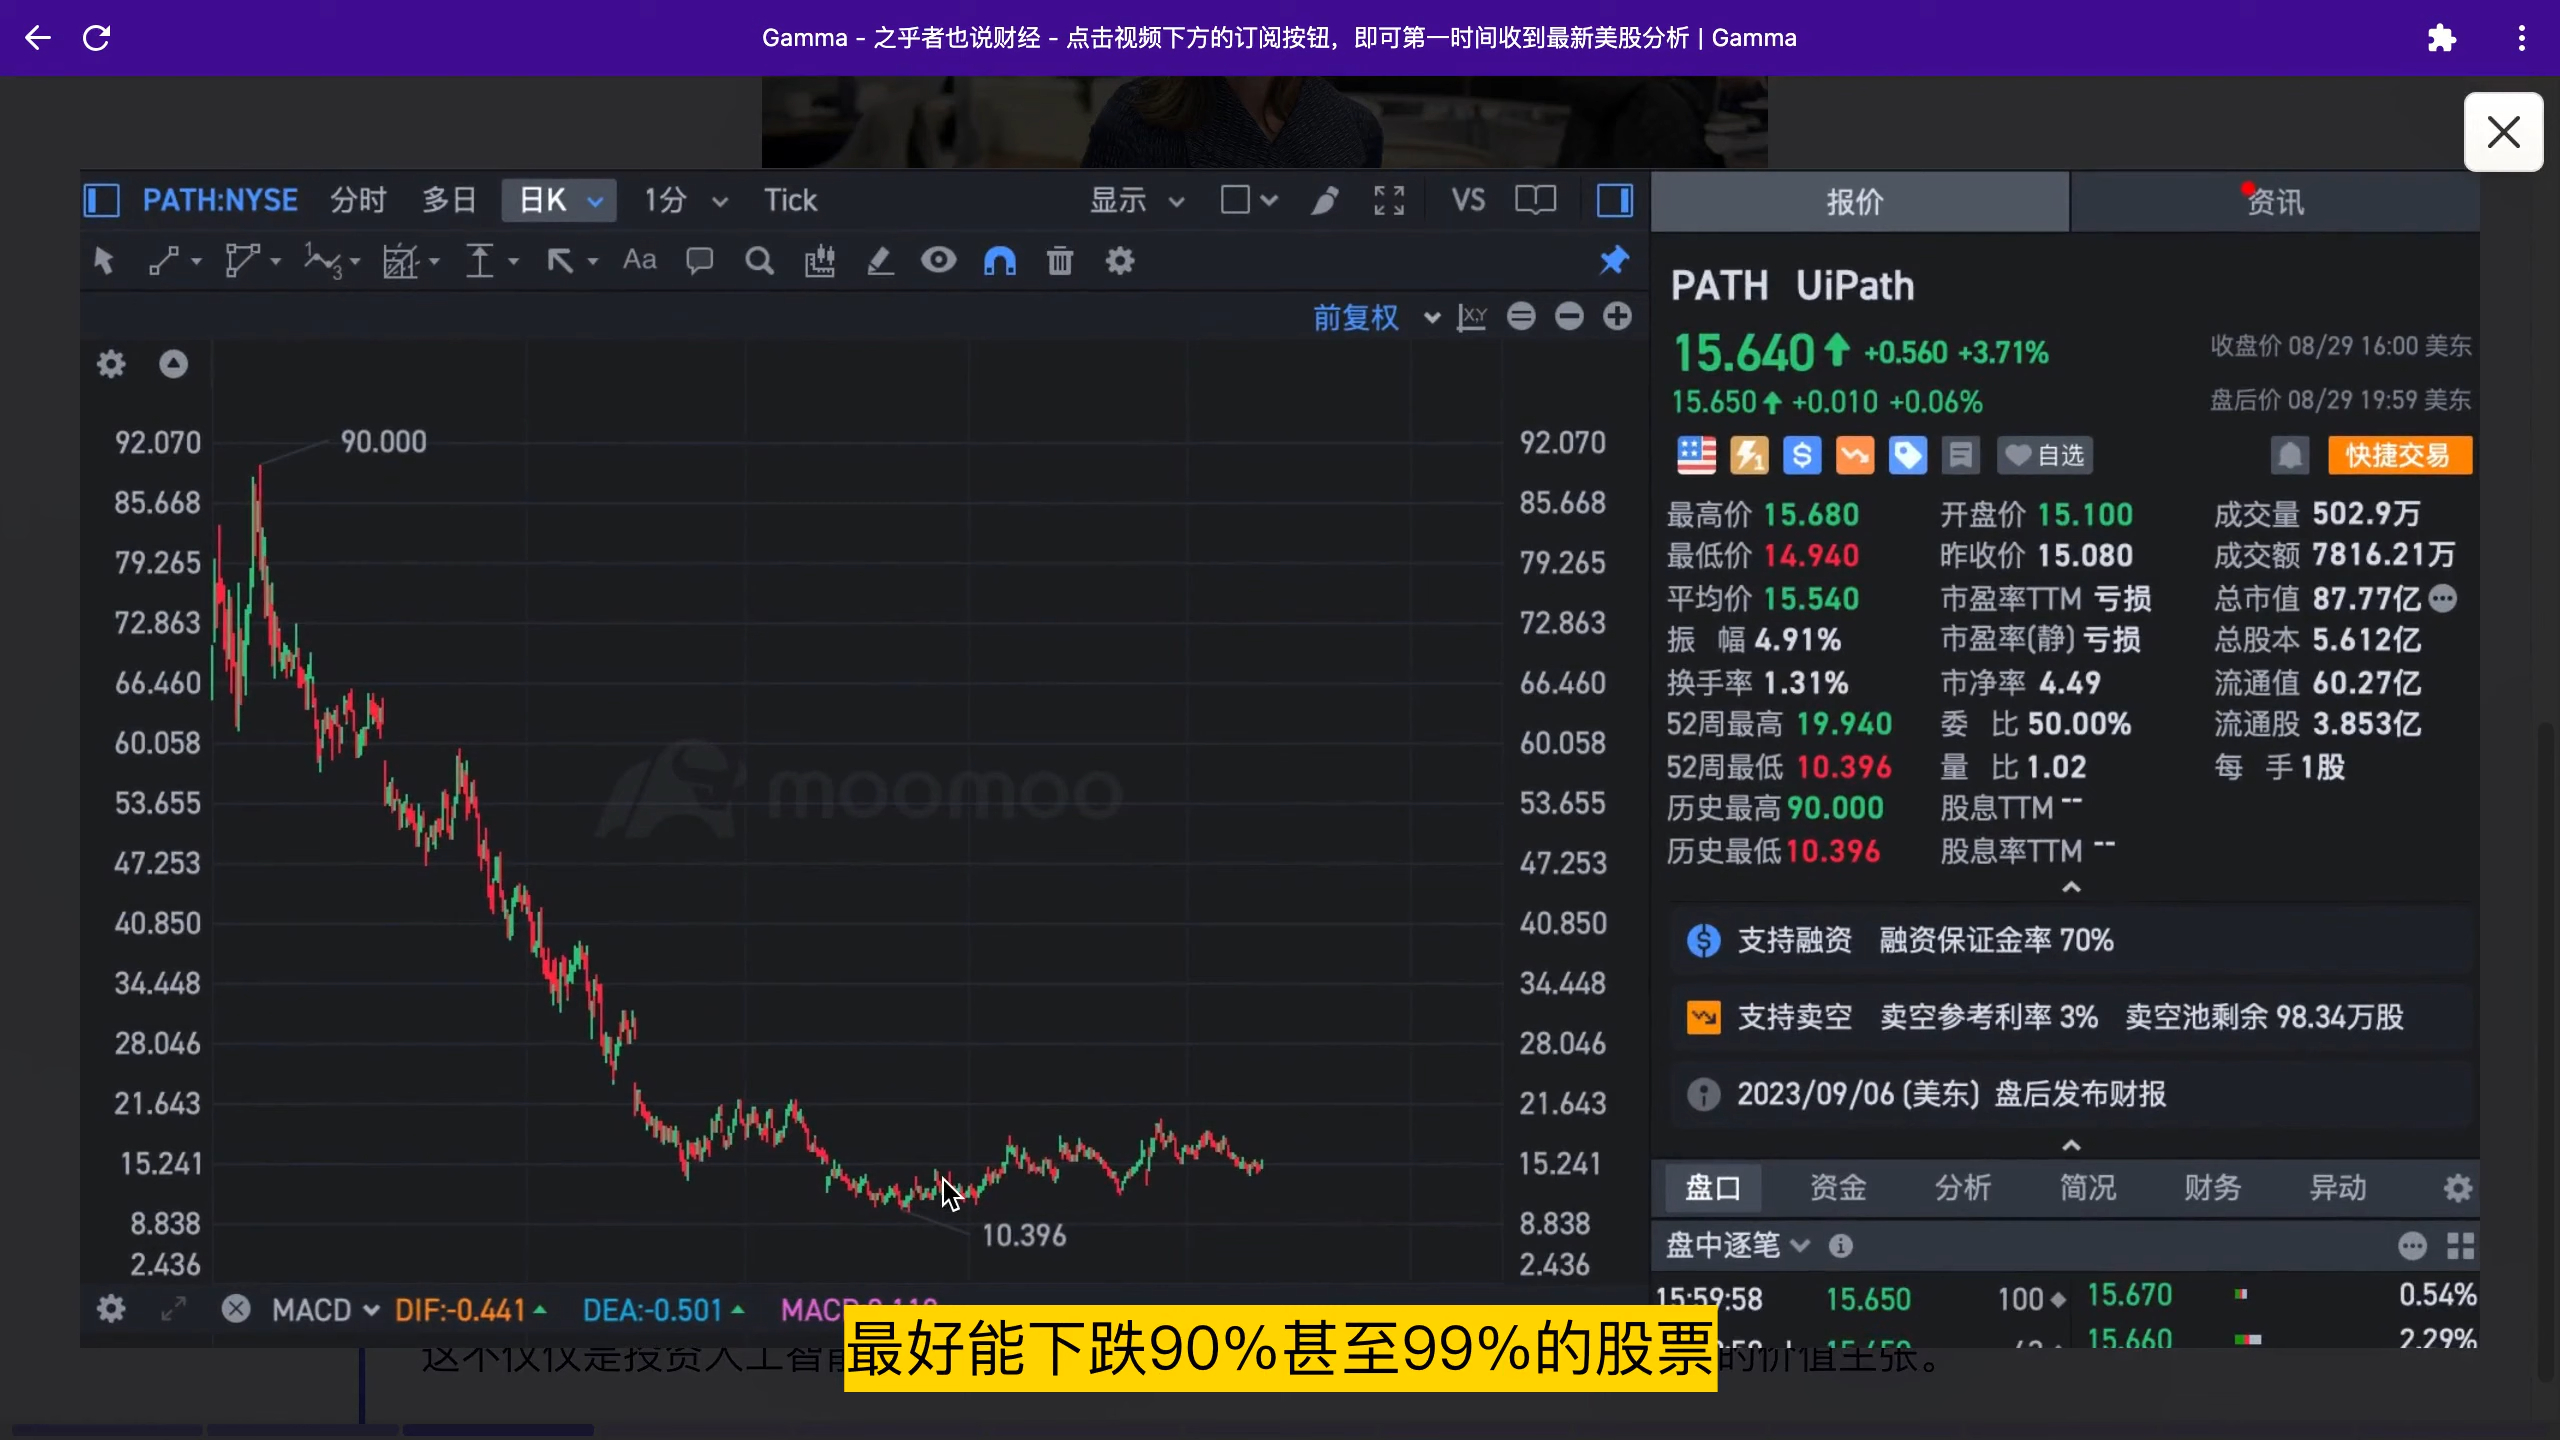 Gamma - 之乎者也说财经 - 点击视频下方的订阅按钮，即可第一时间收到最新美股分析 | Gamma
PATH:NYSE 分时 多日 日K 1分 Tick 显示 VS
Aa
前复权
90.000
92.070 92.070
85.668 85.668
79.265 79.265
72.863 72.863
66.460 66.460
60.058 60.058
53.655 53.655
moomoo
47.253 47.253
40.850 40.850
34.448 34.448
28.046 28.046
21.643 21.643
15.241 15.241
8.838 8.838
10.396
2.436 2.436
MACD DIF:-0.441 DEA:-0.501
报价 资讯
PATH UiPath
15.640 +0.560 +3.71% 收盘价 08/29 16:00 美东
15.650 +0.010 +0.06% 盘后价 08/29 19:59 美东
自选 快捷交易
最高价 15.680 开盘价 15.100 成交量 502.9万
最低价 14.940 昨收价 15.080 成交额 7816.21万
平均价 15.540 市盈率TTM 亏损 总市值 87.77亿
振 幅 4.91% 市盈率(静) 亏损 总股本 5.612亿
换手率 1.31% 市净率 4.49 流通值 60.27亿
52周最高 19.940 委 比 50.00% 流通股 3.853亿
52周最低 10.396 量 比 1.02 每 手 1股
历史最高 90.000 股息TTM --
历史最低 10.396 股息率TTM --
支持融资 融资保证金率 70%
支持卖空 卖空参考利率 3% 卖空池剩余 98.34万股
2023/09/06 (美东) 盘后发布财报
盘口 资金 分析 简况 财务 异动
盘中逐笔
15:59:58 15.650 100 15.670 0.54%
15.660 2.29%
最好能下跌90%甚至99%的股票
这不仅仅是投资人工智能 的价值主张。